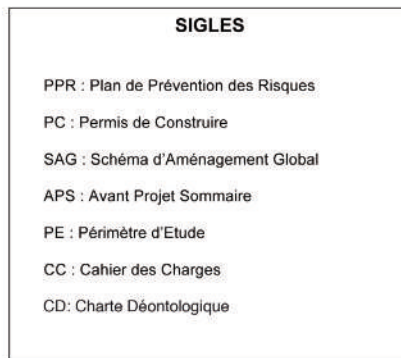 SIGLES
PPR : Plan de Prévention des Risques
PC : Permis de Construire
SAG : Schéma d'Aménagement Global
APS : Avant Projet Sommaire
PE : Périmètre d'Etude
CC : Cahier des Charges
CD: Charte Déontologique